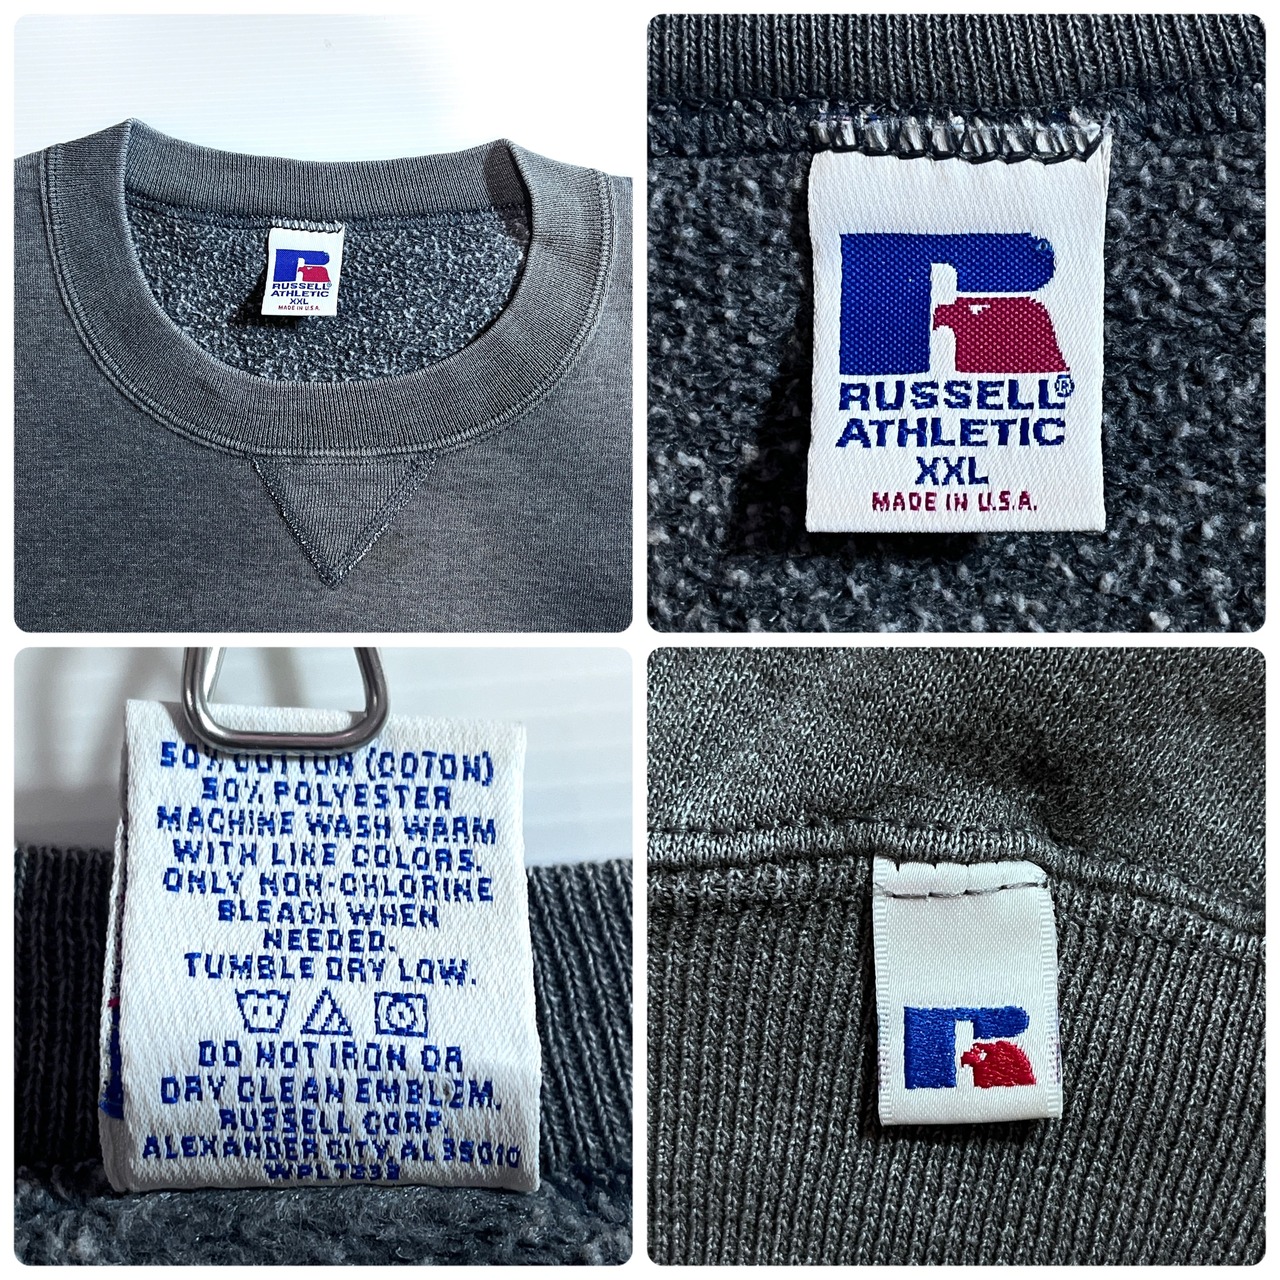 RUSSELL®
ATHLETIC
XXL
MADE IN U.S.A.
RUSSELL®
ATHLETIC
XXL
MADE IN U.S.A.
50% COTTON (COTON)
50% POLYESTER
MACHINE WASH WARM
WITH LIKE COLORS.
ONLY NON-CHLORINE
BLEACH WHEN
NEEDED.
TUMBLE DRY LOW.
DO NOT IRON OR
DRY CLEAN EMBLEM.
RUSSELL CORP
ALEXANDER CITY, AL 35010